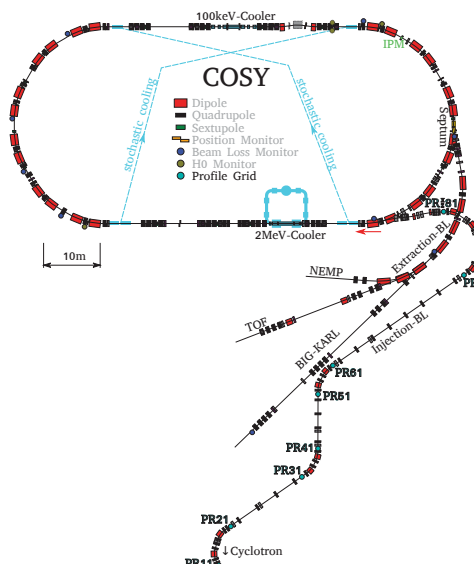 100keV-Cooler
IPM
COSY
Dipole
Quadrupole
Sextupole
Position Monitor
Beam Loss Monitor
H0 Monitor
Profile Grid
stochastic cooling
stochastic cooling
Septum
PR81
2MeV-Cooler
10m
Extraction-BL
NEMP
TOF
Injection-BL
BIG-KARL
PR61
PR51
PR41
PR31
PR21
↓Cyclotron
PR11